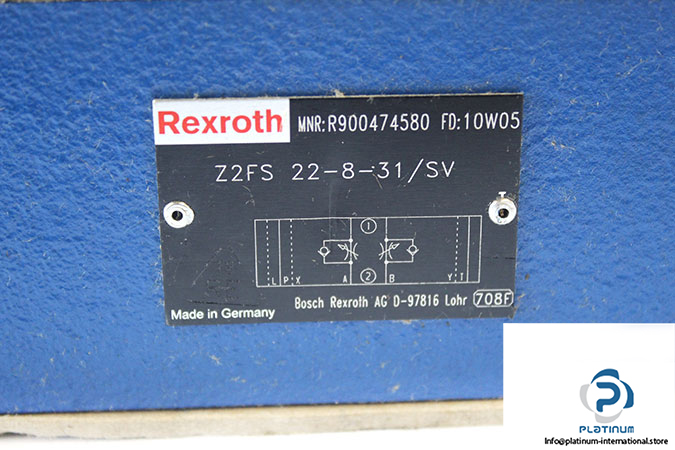 Rexroth MNR:R900474580 FD:10W05
Z2FS 22-8-31/SV
1
L P X A 2 B Y T
Bosch Rexroth AG D-97816 Lohr 708F
Made in Germany
PLATINUM
Info@platinum-international.store